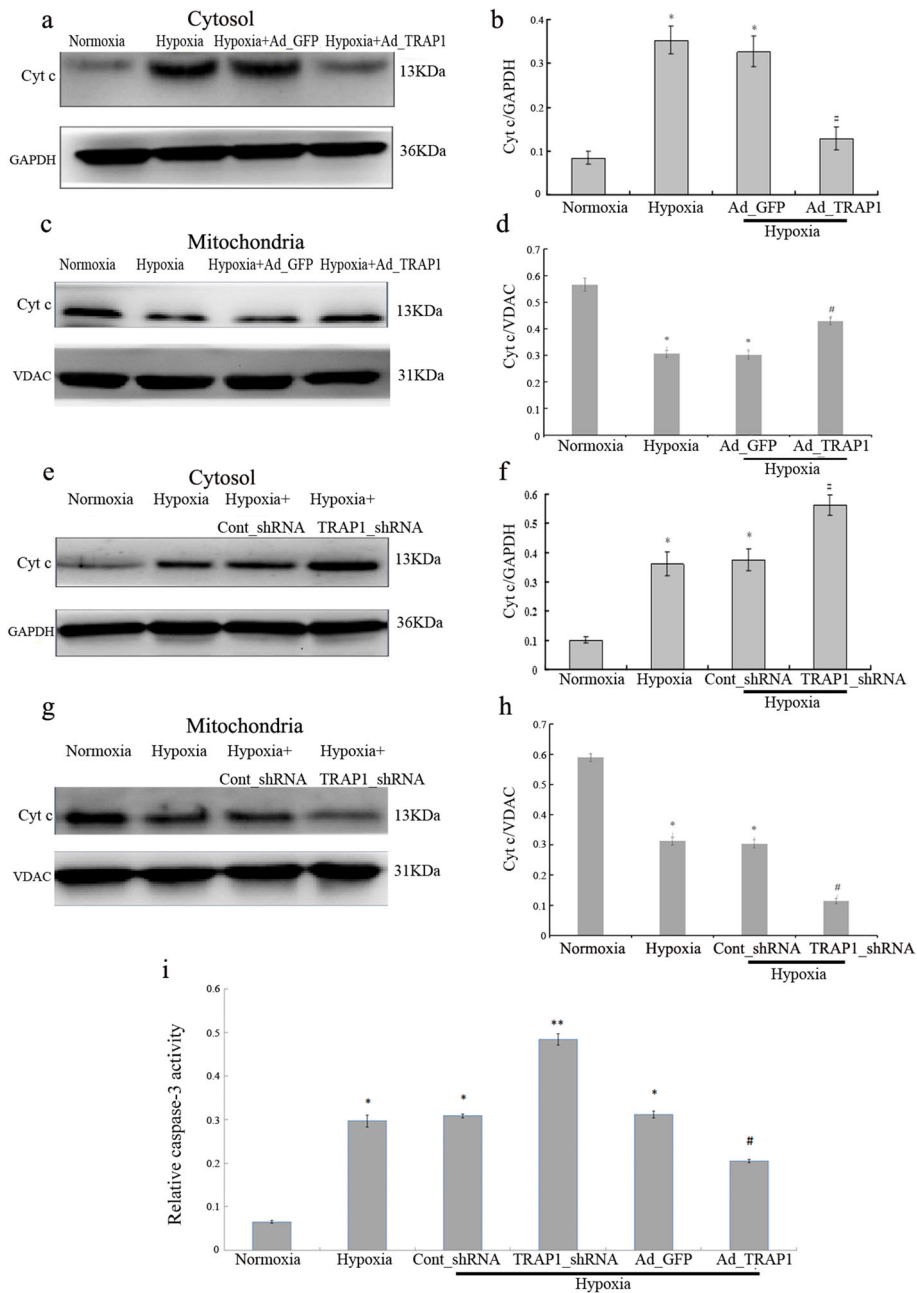 a
Cytosol
Normoxia Hypoxia Hypoxia+Ad_GFP Hypoxia+Ad_TRAP1
Cyt c 13KDa
GAPDH 36KDa
b
Cyt c/GAPDH
0.4
0.3
0.2
0.1
0
* *
Normoxia Hypoxia Ad_GFP Ad_TRAP1
Hypoxia
c
Mitochondria
Normoxia Hypoxia Hypoxia+Ad_GFP Hypoxia+Ad_TRAP1
Cyt c 13KDa
VDAC 31KDa
d
Cyt c/VDAC
0.7
0.6
0.5
0.4
0.3
0.2
0.1
0
* * #
Normoxia Hypoxia Ad_GFP Ad_TRAP1
Hypoxia
e
Cytosol
Normoxia Hypoxia Hypoxia+ Hypoxia+
Cont_shRNA TRAP1_shRNA
Cyt c 13KDa
GAPDH 36KDa
f
Cyt c/GAPDH
0.6
0.5
0.4
0.3
0.2
0.1
0
* *
Normoxia Hypoxia Cont_shRNA TRAP1_shRNA
Hypoxia
g
Mitochondria
Normoxia Hypoxia Hypoxia+ Hypoxia+
Cont_shRNA TRAP1_shRNA
Cyt c 13KDa
VDAC 31KDa
h
Cyt c/VDAC
0.7
0.6
0.5
0.4
0.3
0.2
0.1
0
* * #
Normoxia Hypoxia Cont_shRNA TRAP1_shRNA
Hypoxia
i
Relative caspase-3 activity
0.6
0.5
0.4
0.3
0.2
0.1
0
* * ** * #
Normoxia Hypoxia Cont_shRNA TRAP1_shRNA Ad_GFP Ad_TRAP1
Hypoxia